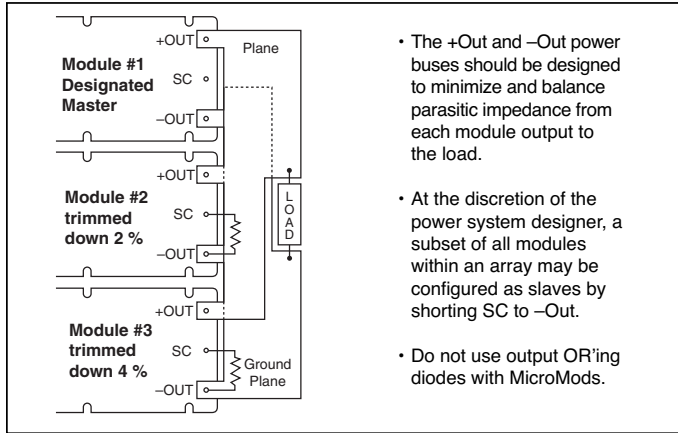 +OUT
Plane
Module #1
Designated
Master
SC
–OUT
+OUT
Module #2
trimmed
down 2 %
SC
–OUT
LOAD
+OUT
Module #3
trimmed
down 4 %
SC
–OUT
Ground
Plane
• The +Out and –Out power
buses should be designed
to minimize and balance
parasitic impedance from
each module output to
the load.
• At the discretion of the
power system designer, a
subset of all modules
within an array may be
configured as slaves by
shorting SC to –Out.
• Do not use output OR'ing
diodes with MicroMods.